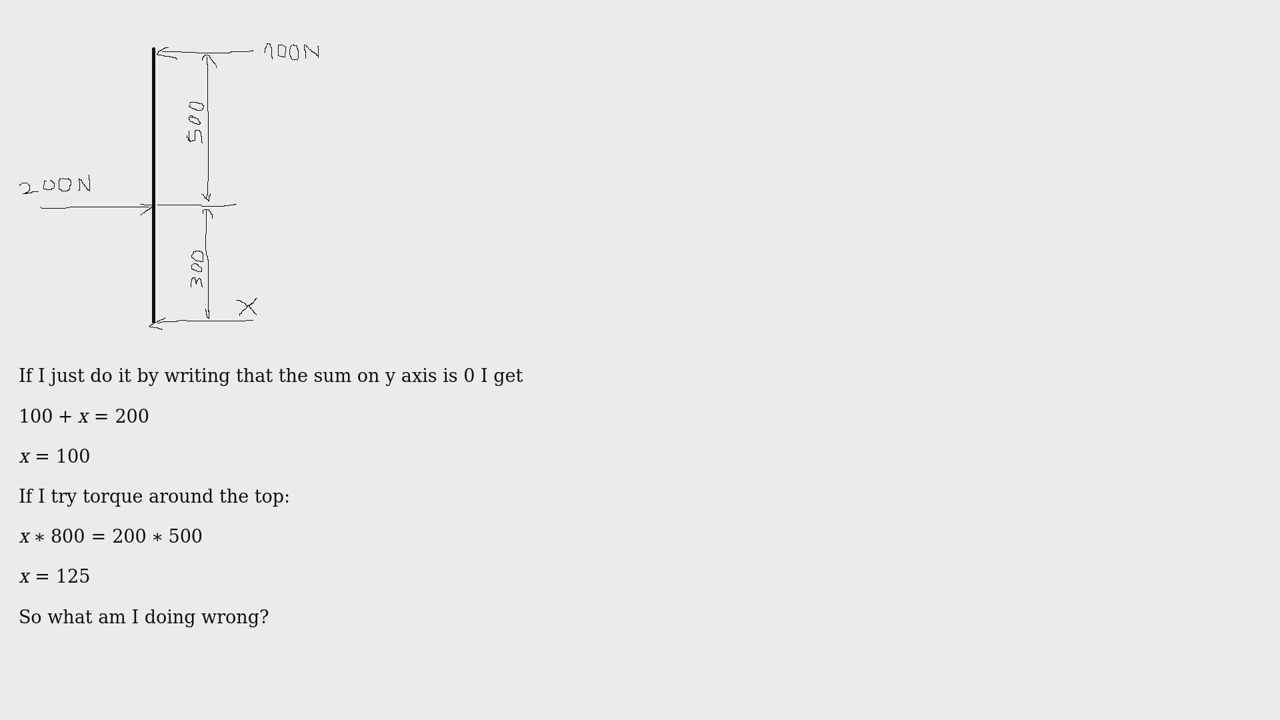 100N
500
200N
300
X
If I just do it by writing that the sum on y axis is 0 I get
100 + x = 200
x = 100
If I try torque around the top:
x ∗ 800 = 200 ∗ 500
x = 125
So what am I doing wrong?